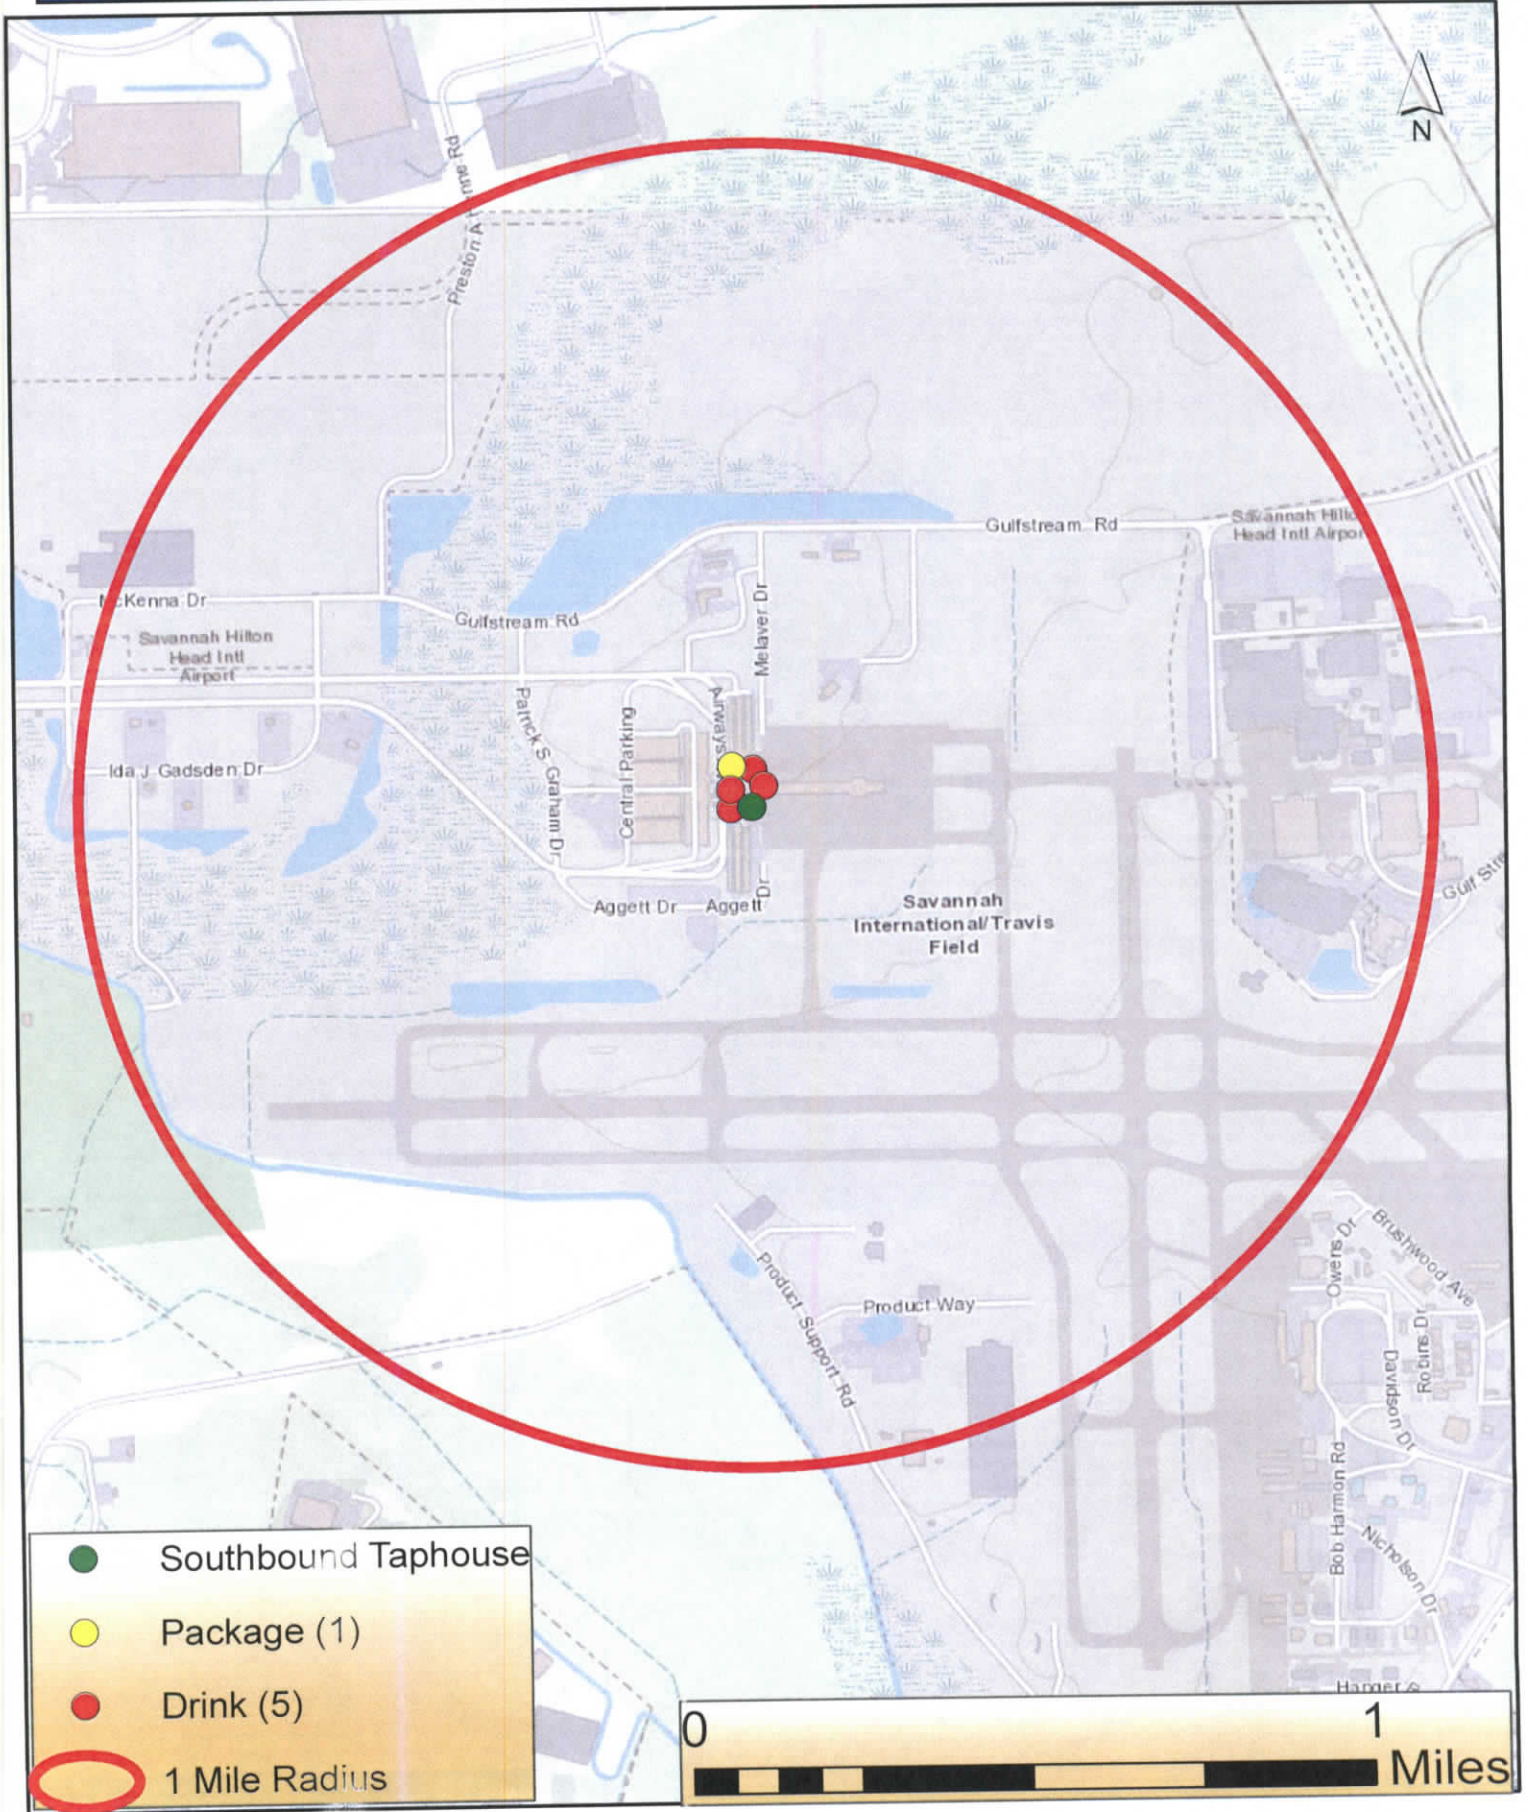 N
Preston A
Gulfstream Rd
Savannah
Head Intl
McKenna Dr
Gulfstream Rd
Melaver Dr
Savannah Hilton
Head Intl
Airport
Patrick S Graham Dr
Central Parking
Airways
Ida J Gadsden Dr
Aggett Dr
Aggett Dr
Savannah
International/Travis
Field
Gulf Stre
Product Support Rd
Product Way
Owens Dr
Brushwood Ave
Robins Dr
Davidson Dr
Bob Harmon Rd
Nicholson Dr
Southbound Taphouse
Package (1)
Drink (5)
1 Mile Radius
0
1
Miles